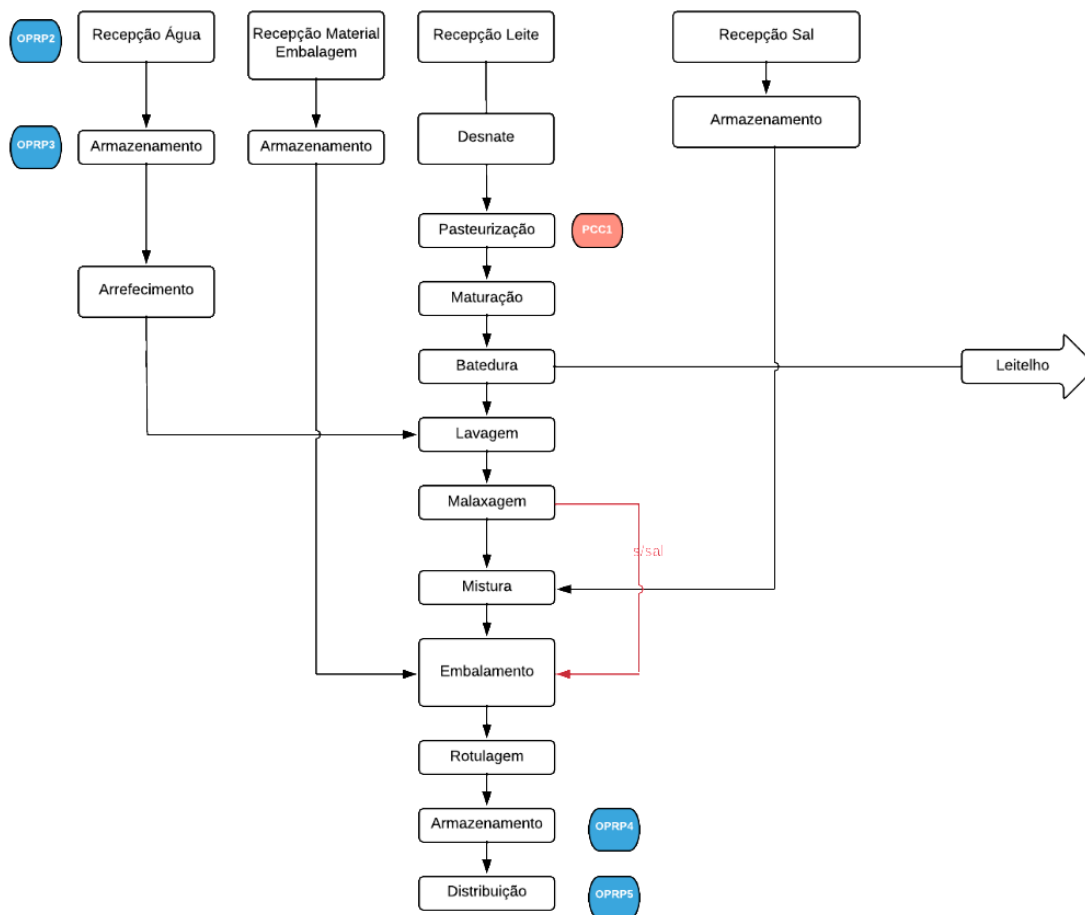 OPRP2
Recepção Água
Recepção Material
Embalagem
Recepção Leite
Recepção Sal
OPRP3
Armazenamento
Armazenamento
Desnate
Armazenamento
Pasteurização
PCC1
Arrefecimento
Maturação
Batedura
Leitelho
Lavagem
Malaxagem
s/sal
Mistura
Embalamento
Rotulagem
Armazenamento
OPRP4
Distribuição
OPRP5